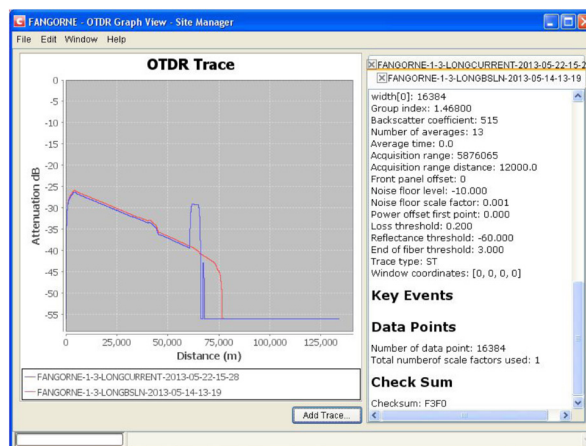 FANGORNE - OTDR Graph View - Site Manager
File Edit Window Help
OTDR Trace
0
-5
-10
-15
-20
-25
-30
-35
-40
-45
-50
-55
Attenuation dB
0 25,000 50,000 75,000 100,000 125,000
Distance (m)
FANGORNE-1-3-LONGCURRENT-2013-05-22-15-28
FANGORNE-1-3-LONGBSLN-2013-05-14-13-19
Add Trace...
FANGORNE-1-3-LONGCURRENT-2013-05-22-15-2
FANGORNE-1-3-LONGBSLN-2013-05-14-13-19
width[0]: 16384
Group index: 1.46800
Backscatter coefficient: 515
Number of averages: 13
Average time: 0.0
Acquisition range: 5876065
Acquisition range distance: 12000.0
Front panel offset: 0
Noise floor level: -10.000
Noise floor scale factor: 0.001
Power offset first point: 0.000
Loss threshold: 0.200
Reflectance threshold: -60.000
End of fiber threshold: 3.000
Trace type: ST
Window coordinates: [0, 0, 0, 0]
Key Events
Data Points
Number of data point: 16384
Total numberof scale factors used: 1
Check Sum
Checksum: F3F0